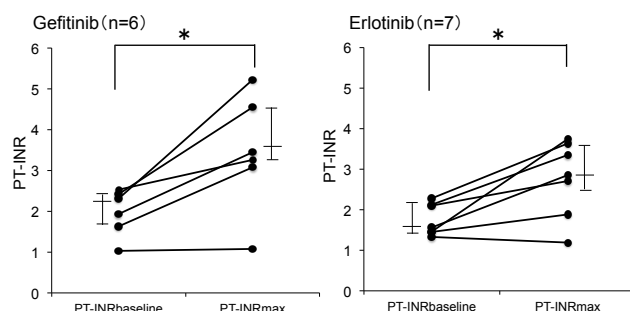 Gefitinib（n=6）
*
6
5
4
3
2
1
0
PT-INR
PT-INRbaseline PT-INRmax
Erlotinib（n=7）
*
6
5
4
3
2
1
0
PT-INR
PT-INRbaseline PT-INRmax